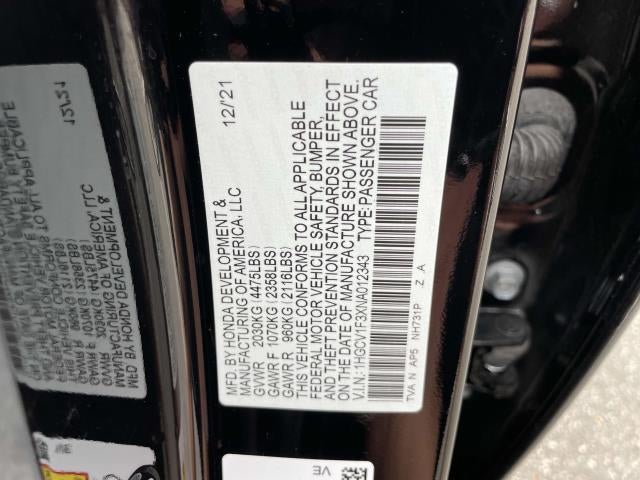 MFD. BY HONDA DEVELOPMENT & 12/'21
MANUFACTURING OF AMERICA, LLC
GVWR 2030KG (4475LBS)
GAWR F 1070KG (2358LBS)
GAWR R 960KG (2116LBS)
THIS VEHICLE CONFORMS TO ALL APPLICABLE
FEDERAL MOTOR VEHICLE SAFETY, BUMPER,
AND THEFT PREVENTION STANDARDS IN EFFECT
ON THE DATE OF MANUFACTURE SHOWN ABOVE.
V.I.N.: 1HGCV1F3XNA012343 TYPE:PASSENGER CAR
TVA N AP5 NH731P .Z .A
VE